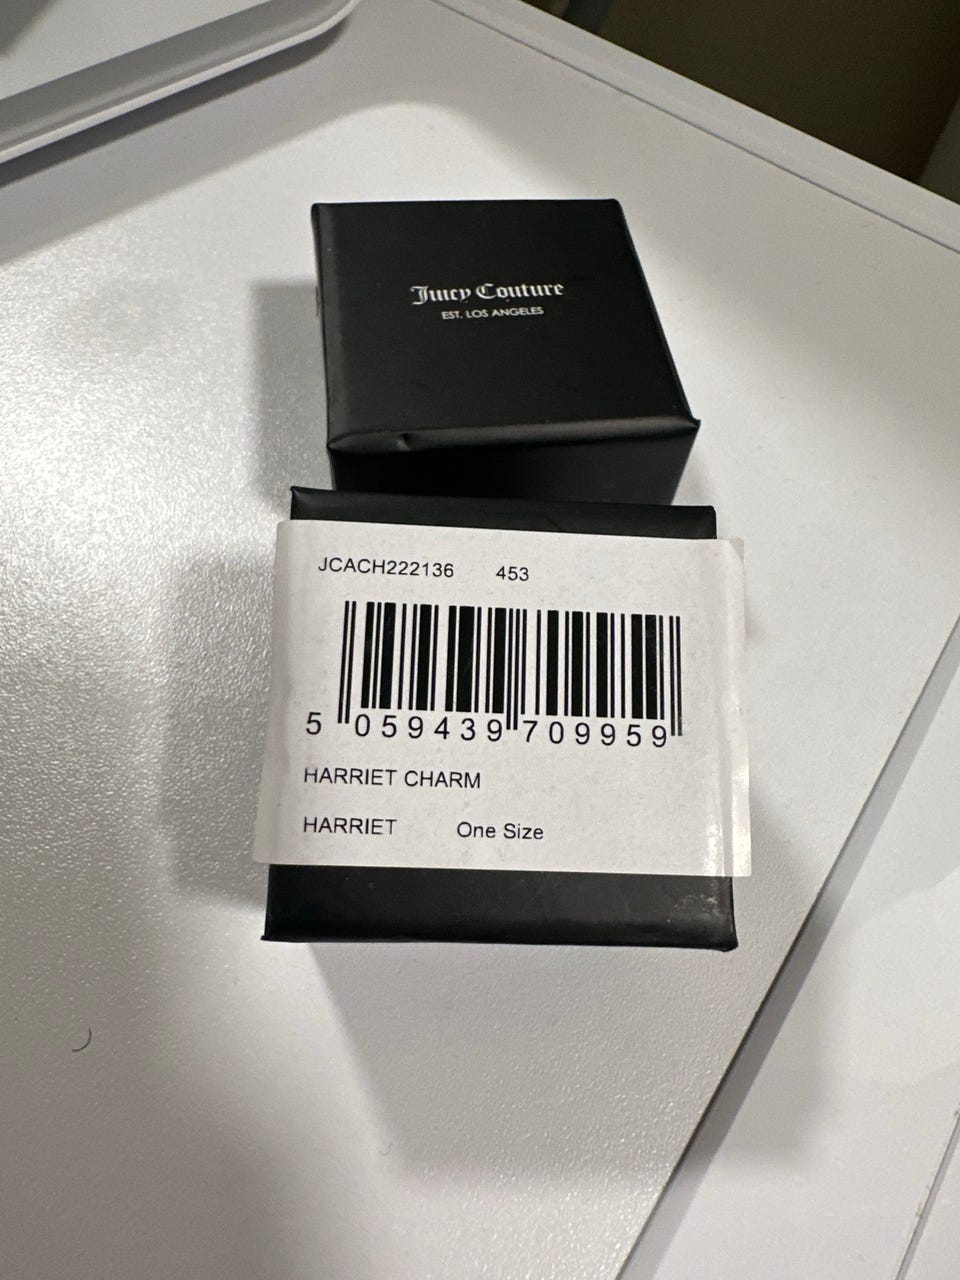 Juicy Couture
EST. LOS ANGELES
JCACH222136 453
5 059439 709959
HARRIET CHARM
HARRIET One Size